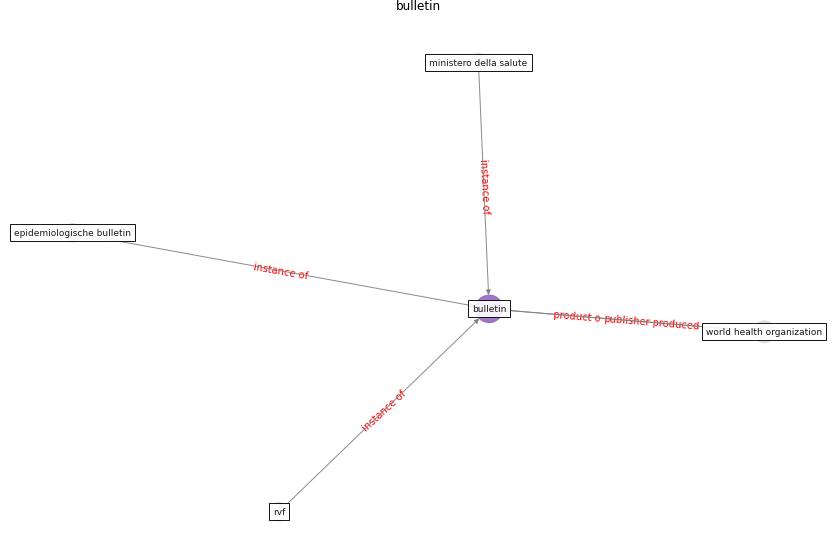 bulletin
ministero della salute
instance of
epidemiologische bulletin
instance of
bulletin
product o publisher produced
world health organization
instance of
rvf